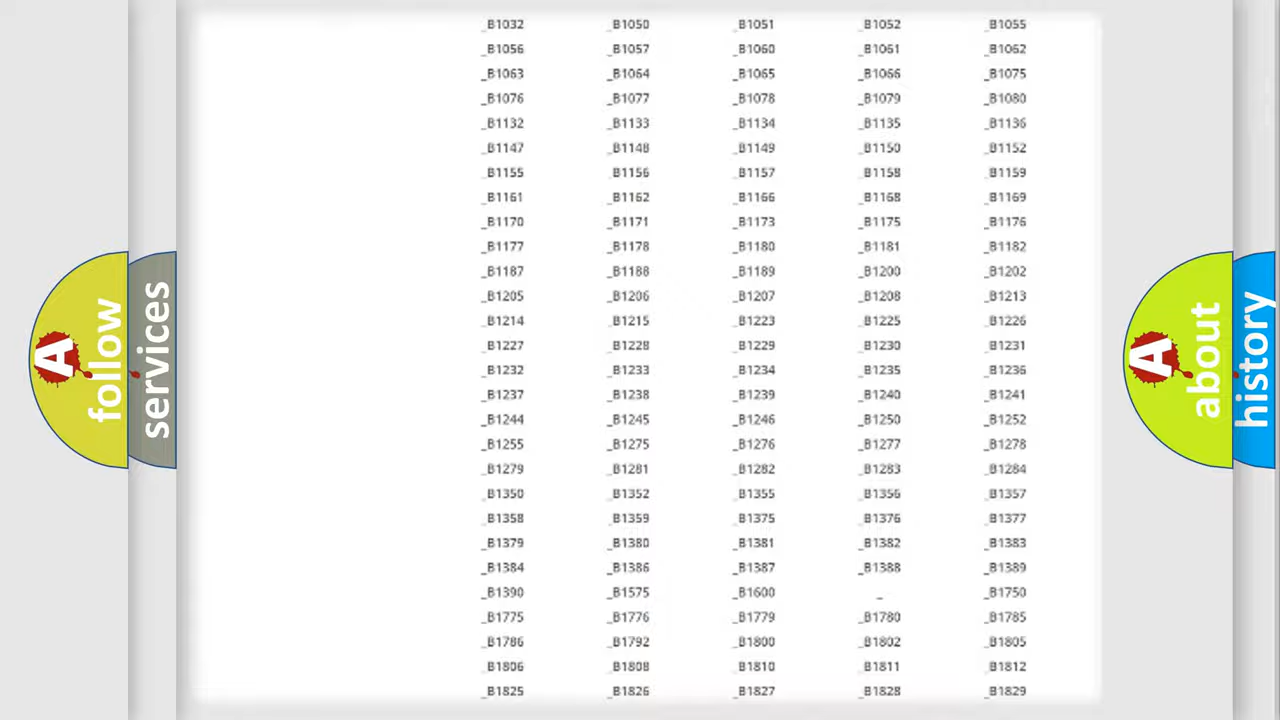 _B1032 _B1050 _B1051 _B1052 _B1055
_B1056 _B1057 _B1060 _B1061 _B1062
_B1063 _B1064 _B1065 _B1066 _B1075
_B1076 _B1077 _B1078 _B1079 _B1080
_B1132 _B1133 _B1134 _B1135 _B1136
_B1147 _B1148 _B1149 _B1150 _B1152
_B1155 _B1156 _B1157 _B1158 _B1159
_B1161 _B1162 _B1166 _B1168 _B1169
_B1170 _B1171 _B1173 _B1175 _B1176
_B1177 _B1178 _B1180 _B1181 _B1182
_B1187 _B1188 _B1189 _B1200 _B1202
_B1205 _B1206 _B1207 _B1208 _B1213
_B1214 _B1215 _B1223 _B1225 _B1226
_B1227 _B1228 _B1229 _B1230 _B1231
_B1232 _B1233 _B1234 _B1235 _B1236
_B1237 _B1238 _B1239 _B1240 _B1241
_B1244 _B1245 _B1246 _B1250 _B1252
_B1255 _B1275 _B1276 _B1277 _B1278
_B1279 _B1281 _B1282 _B1283 _B1284
_B1350 _B1352 _B1355 _B1356 _B1357
_B1358 _B1359 _B1375 _B1376 _B1377
_B1379 _B1380 _B1381 _B1382 _B1383
_B1384 _B1386 _B1387 _B1388 _B1389
_B1390 _B1575 _B1600 _ _B1750
_B1775 _B1776 _B1779 _B1780 _B1785
_B1786 _B1792 _B1800 _B1802 _B1805
_B1806 _B1808 _B1810 _B1811 _B1812
_B1825 _B1826 _B1827 _B1828 _B1829
A
follow
services
A
about
history